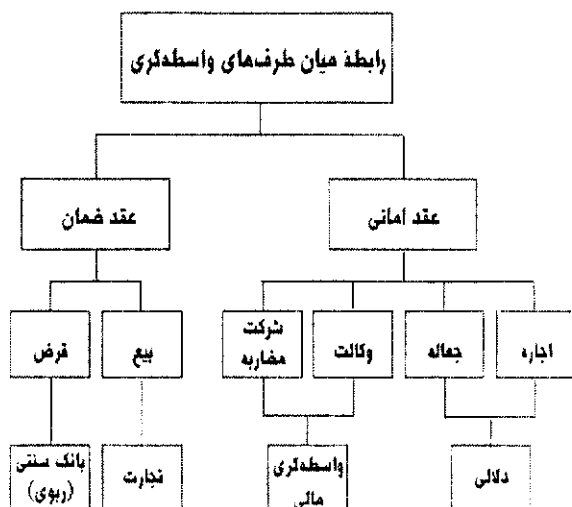 رابطهٔ میان طرف‌های واسطه‌گری
عقد امانی
عقد ضمان
اجاره
جعاله
وکالت
شرکت
مضاربه
بیع
قرض
دلالی
واسطه‌گری
مالی
تجارت
بانک سنتی
(ربوی)